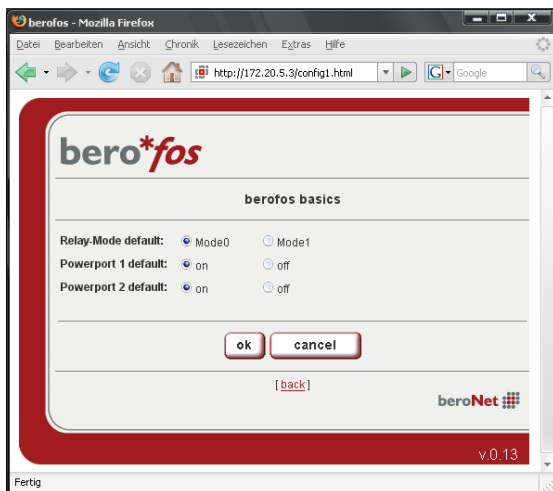 berofos - Mozilla Firefox
Datei Bearbeiten Ansicht Chronik Lesezeichen Extras Hilfe
http://172.20.5.3/config1.html G Google
bero*fos
berofos basics
Relay-Mode default: Mode0 Mode1
Powerport 1 default: on off
Powerport 2 default: on off
ok cancel
[back]
beroNet
v.0.13
Fertig